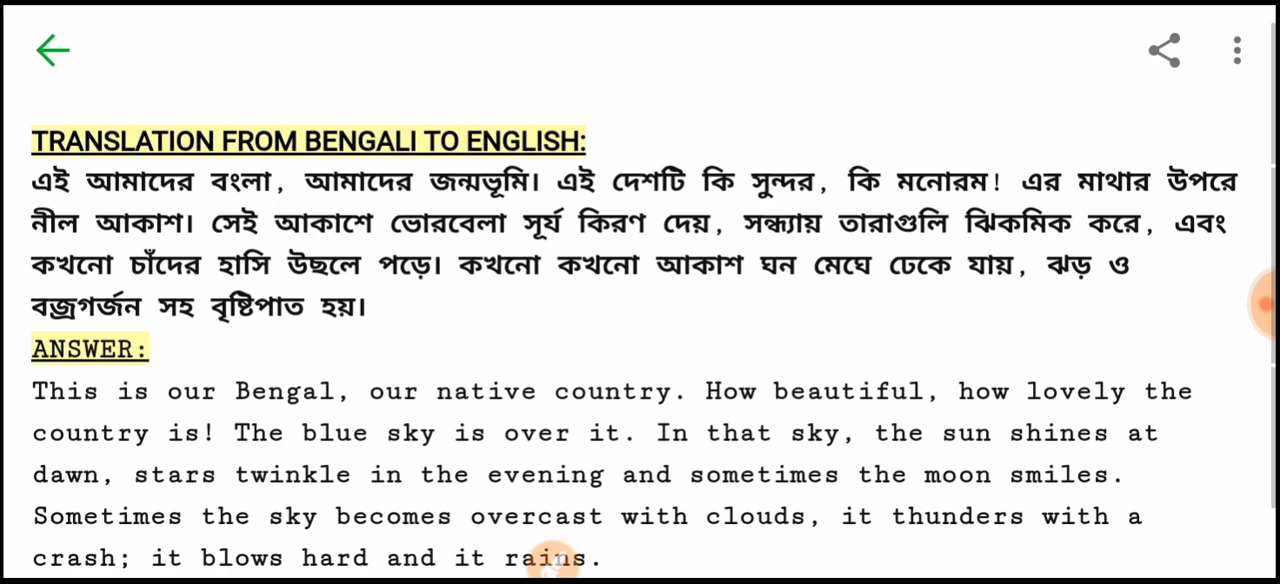 TRANSLATION FROM BENGALI TO ENGLISH:
এই আমাদের বংলা, আমাদের জন্মভূমি। এই দেশটি কি সুন্দর, কি মনোরম! এর মাথার উপরে
নীল আকাশ। সেই আকাশে ভোরবেলা সূর্য কিরণ দেয়, সন্ধ্যায় তারাগুলি ঝিকমিক করে, এবং
কখনো চাঁদের হাসি উছলে পড়ে। কখনো কখনো আকাশ ঘন মেঘে ঢেকে যায়, ঝড় ও
বজ্রগর্জন সহ বৃষ্টিপাত হয়।
ANSWER:
This is our Bengal, our native country. How beautiful, how lovely the
country is! The blue sky is over it. In that sky, the sun shines at
dawn, stars twinkle in the evening and sometimes the moon smiles.
Sometimes the sky becomes overcast with clouds, it thunders with a
crash; it blows hard and it rains.